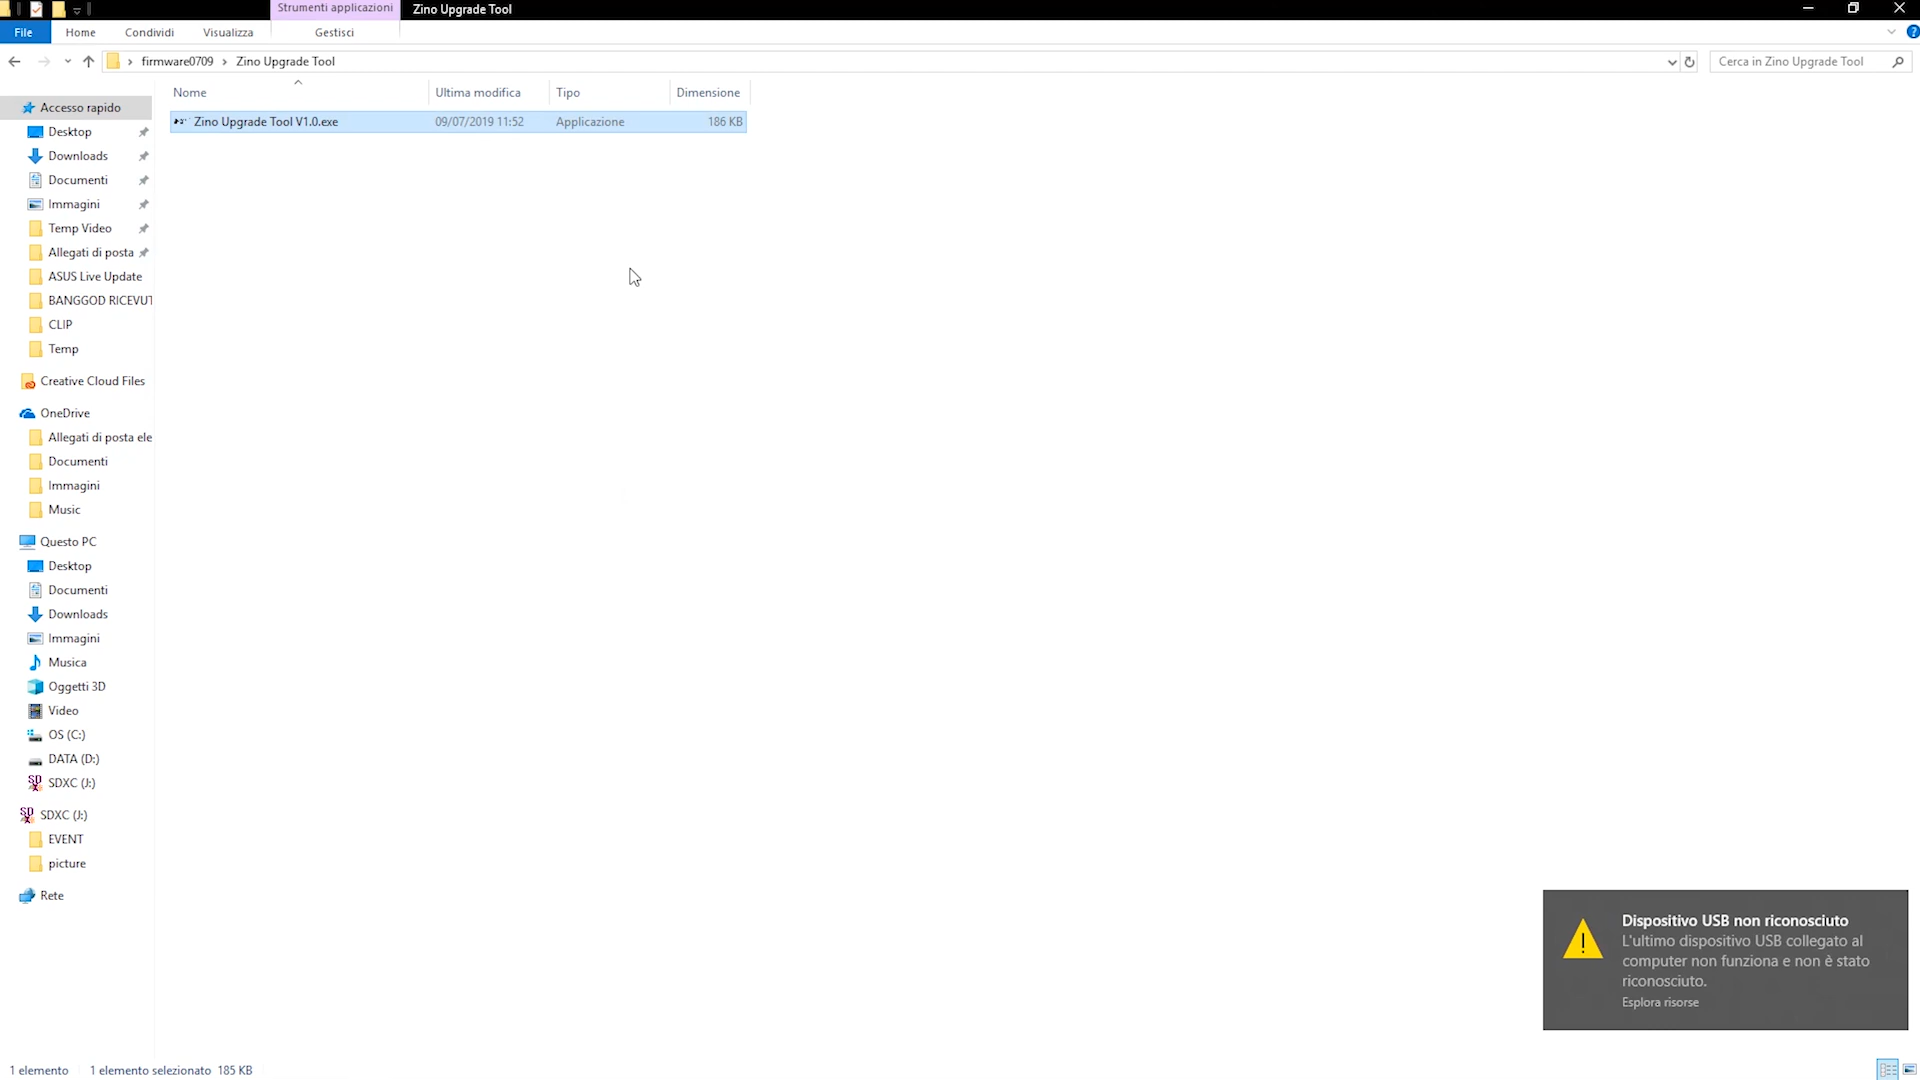 Strumenti applicazioni
Zino Upgrade Tool
File
Home
Condividi
Visualizza
Gestisci
firmware0709 › Zino Upgrade Tool
Cerca in Zino Upgrade Tool
Nome
Ultima modifica
Tipo
Dimensione
Zino Upgrade Tool V1.0.exe
09/07/2019 11:52
Applicazione
186 KB
Accesso rapido
Desktop
Downloads
Documenti
Immagini
Temp Video
Allegati di posta
ASUS Live Update
BANGGOD RICEVUT
CLIP
Temp
Creative Cloud Files
OneDrive
Allegati di posta ele
Documenti
Immagini
Music
Questo PC
Desktop
Documenti
Downloads
Immagini
Musica
Oggetti 3D
Video
OS (C:)
DATA (D:)
SDXC (J:)
SDXC (J:)
EVENT
picture
Rete
Dispositivo USB non riconosciuto
L'ultimo dispositivo USB collegato al
computer non funziona e non è stato
riconosciuto.
Esplora risorse
1 elemento
1 elemento selezionato 185 KB